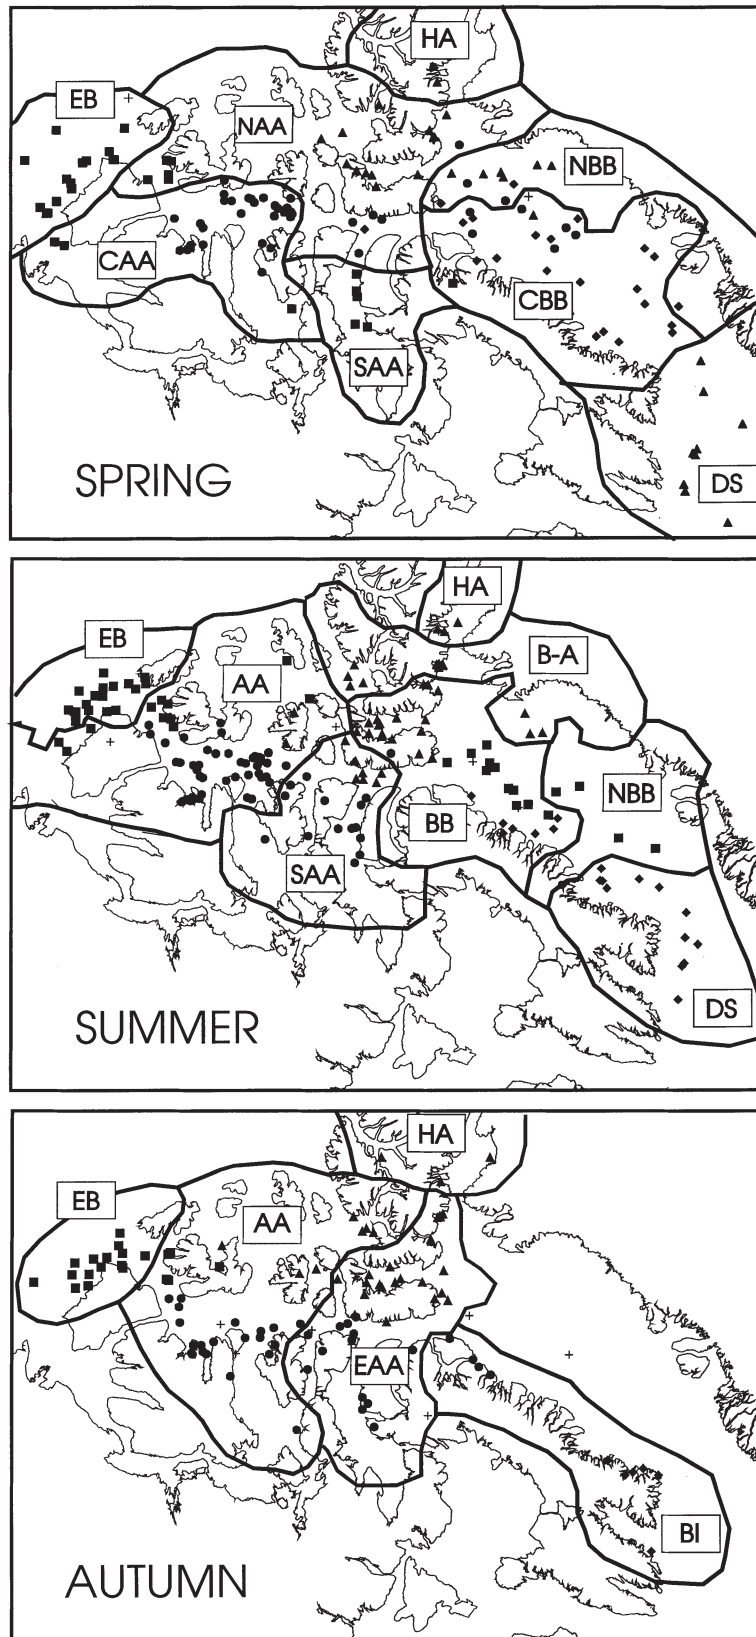 HA
EB
NAA
NBB
CAA
CBB
SAA
SPRING
DS
HA
EB
B-A
AA
NBB
BB
SAA
DS
SUMMER
HA
EB
AA
EAA
BI
AUTUMN